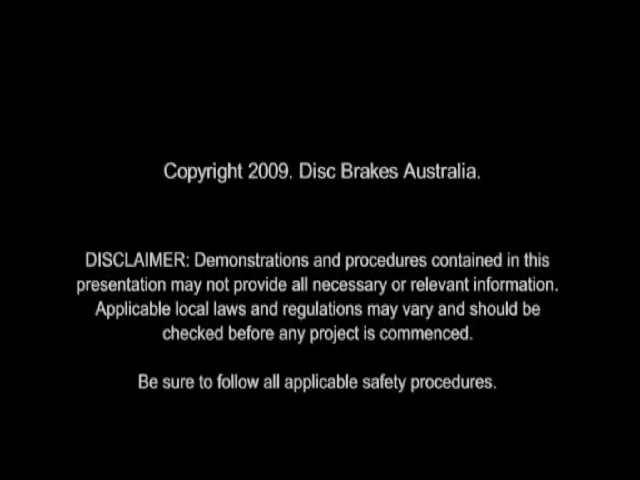 Copyright 2009. Disc Brakes Australia.
DISCLAIMER: Demonstrations and procedures contained in this
presentation may not provide all necessary or relevant information.
Applicable local laws and regulations may vary and should be
checked before any project is commenced.
Be sure to follow all applicable safety procedures.